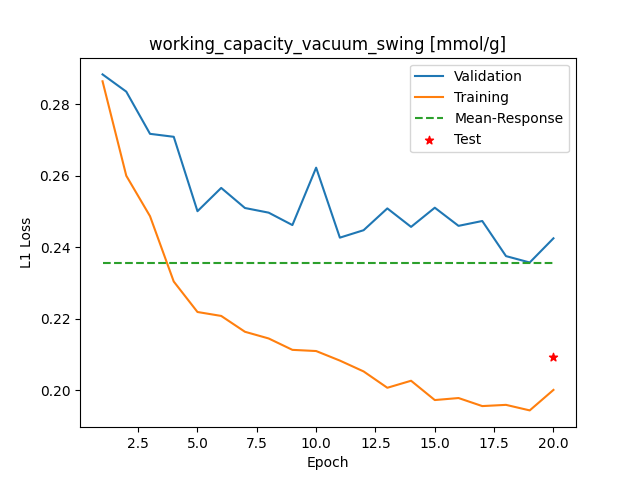 working_capacity_vacuum_swing [mmol/g]
Validation
Training
Mean-Response
Test
L1 Loss
0.28
0.26
0.24
0.22
0.20
2.5 5.0 7.5 10.0 12.5 15.0 17.5 20.0
Epoch